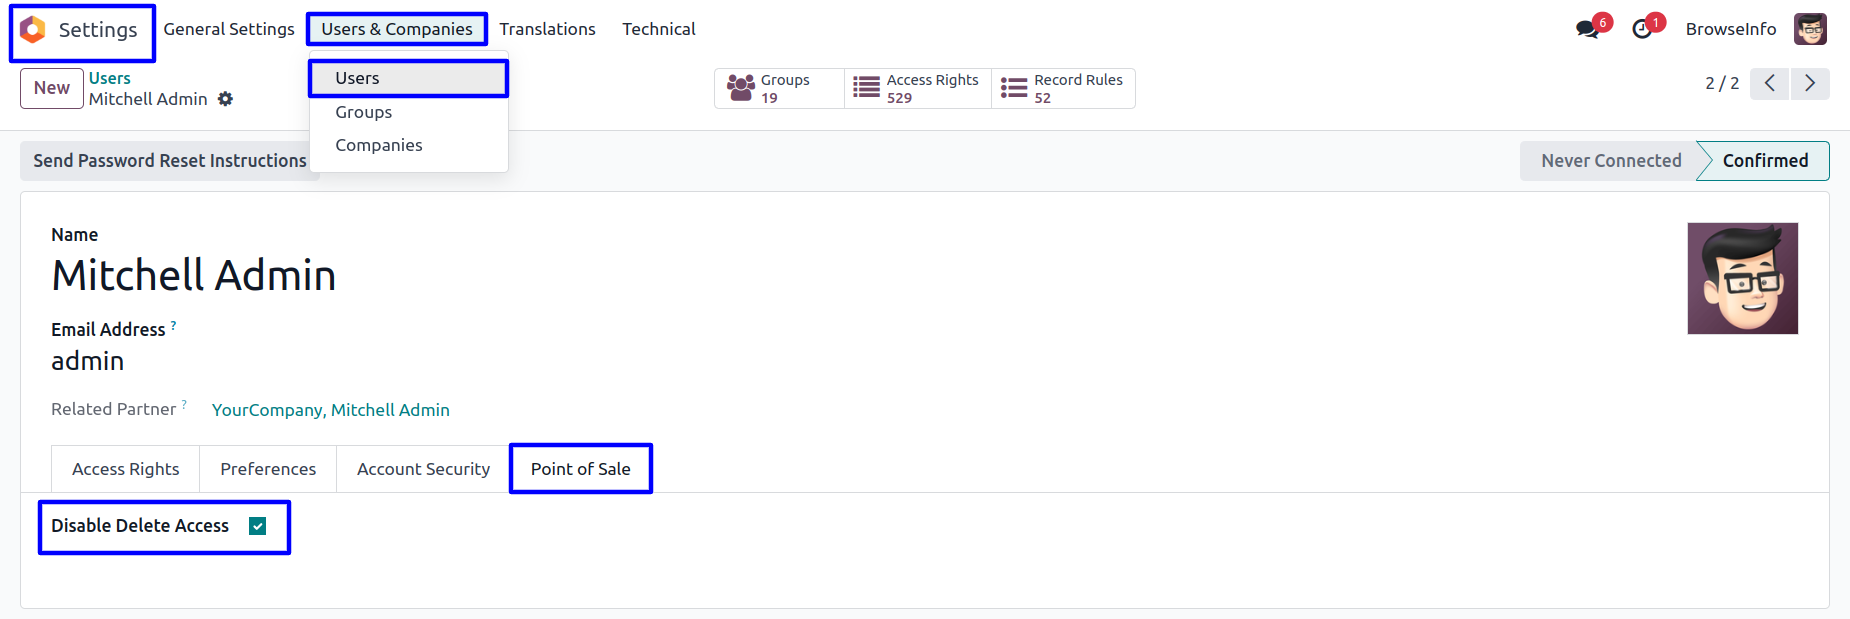 Settings General Settings Users & Companies Translations Technical 6 1 BrowseInfo
New Users Mitchell Admin
Users
Groups
Companies
Groups 19 Access Rights 529 Record Rules 52
2 / 2
Send Password Reset Instructions Never Connected Confirmed
Name
Mitchell Admin
Email Address ?
admin
Related Partner ? YourCompany, Mitchell Admin
Access Rights Preferences Account Security Point of Sale
Disable Delete Access